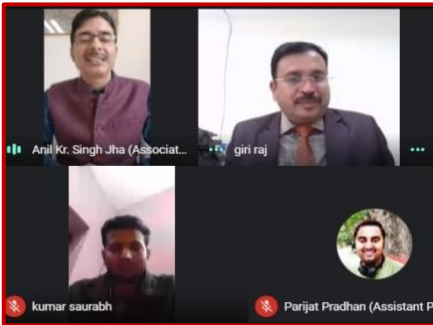 Anil Kr. Singh Jha (Associat...
giri raj
kumar saurabh
Parijat Pradhan (Assistant P